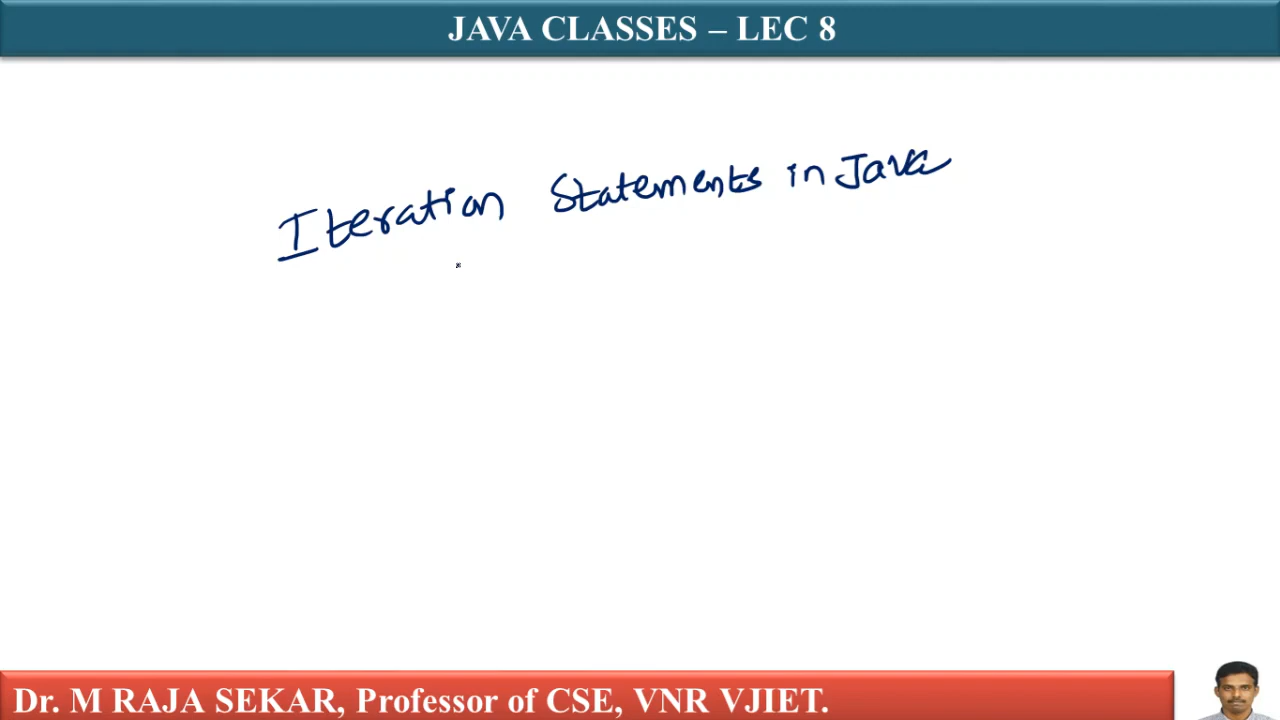 JAVA CLASSES – LEC 8
Iteration Statements in Java
Dr. M RAJA SEKAR, Professor of CSE, VNR VJIET.